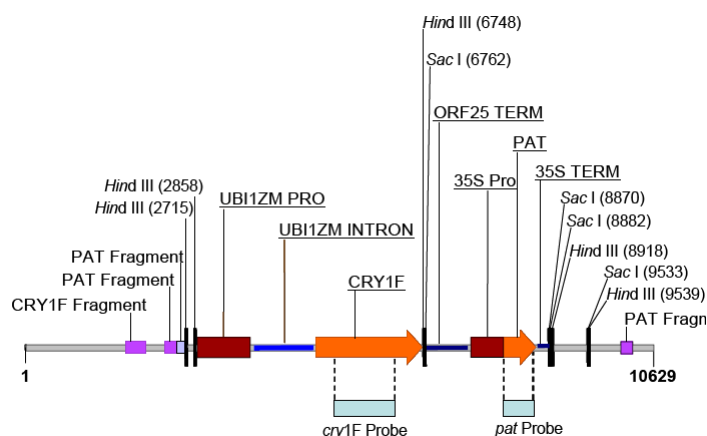 Hind III (6748)
Sac I (6762)
ORF25 TERM
PAT
Hind III (2858)
35S Pro
35S TERM
Hind III (2715)
UBI1ZM PRO
Sac I (8870)
Sac I (8882)
UBI1ZM INTRON
Hind III (8918)
PAT Fragment
Sac I (9533)
PAT Fragment
CRY1F
Hind III (9539)
CRY1F Fragment
PAT Fragn
1
10629
cry1F Probe
pat Probe